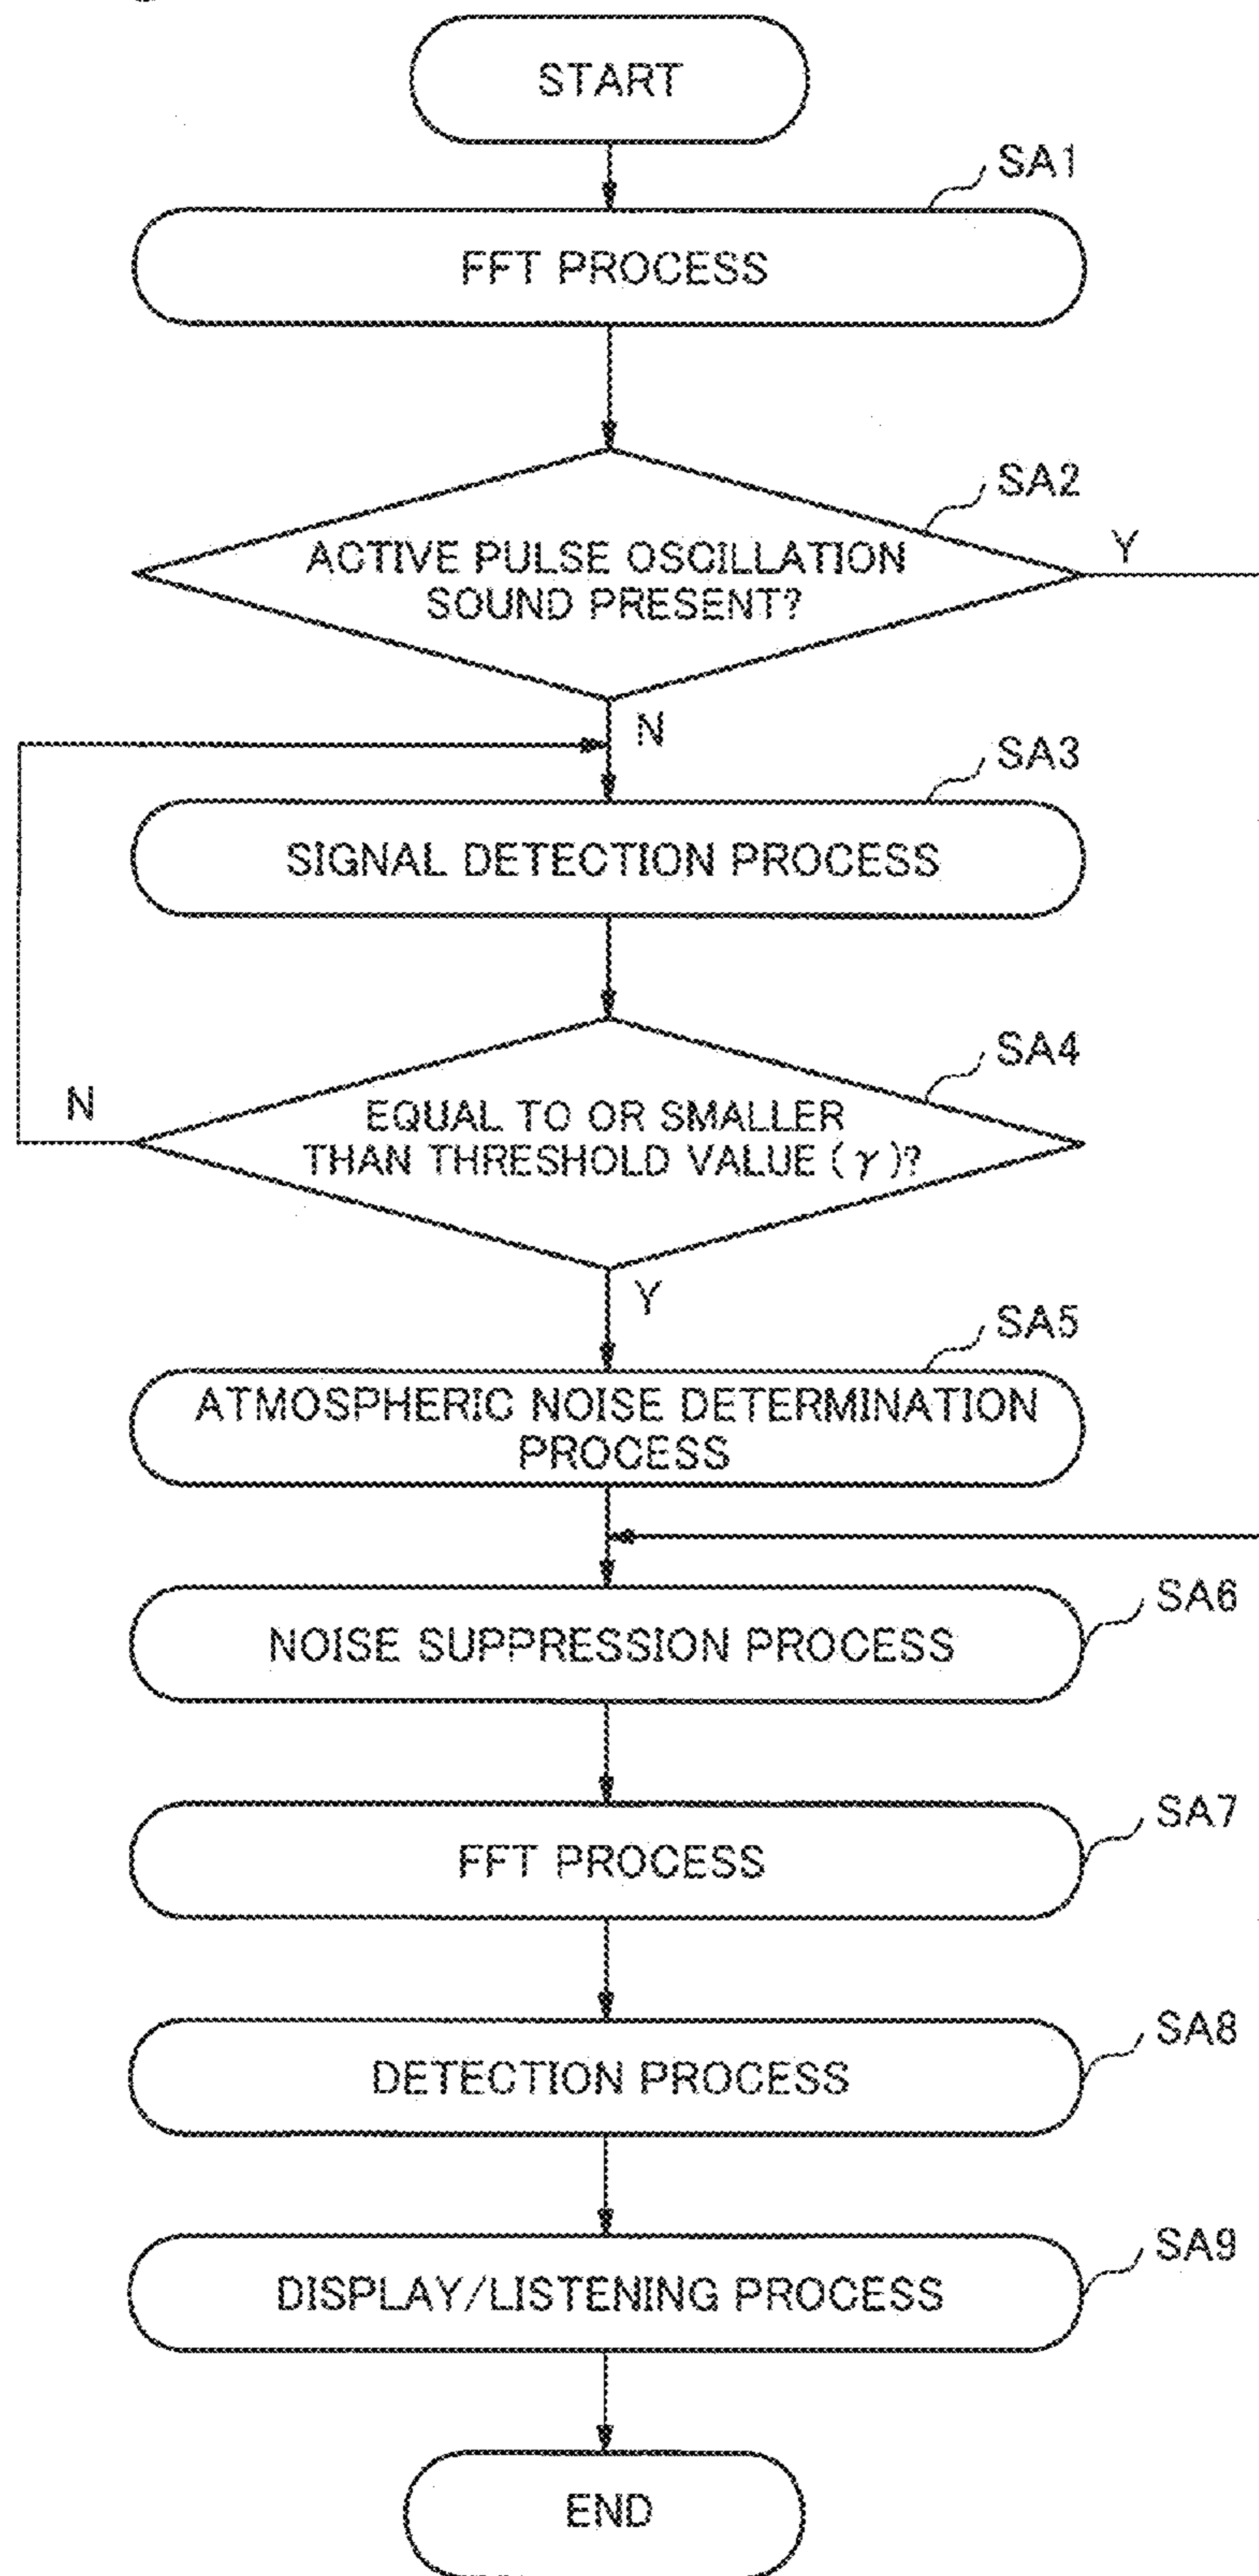 START
SA1
FFT PROCESS
SA2
ACTIVE PULSE OSCILLATION
SOUND PRESENT?
Y
N
SA3
SIGNAL DETECTION PROCESS
SA4
EQUAL TO OR SMALLER
THAN THRESHOLD VALUE (γ)?
N
Y
SA5
ATMOSPHERIC NOISE DETERMINATION
PROCESS
SA6
NOISE SUPPRESSION PROCESS
SA7
FFT PROCESS
SA8
DETECTION PROCESS
SA9
DISPLAY/LISTENING PROCESS
END